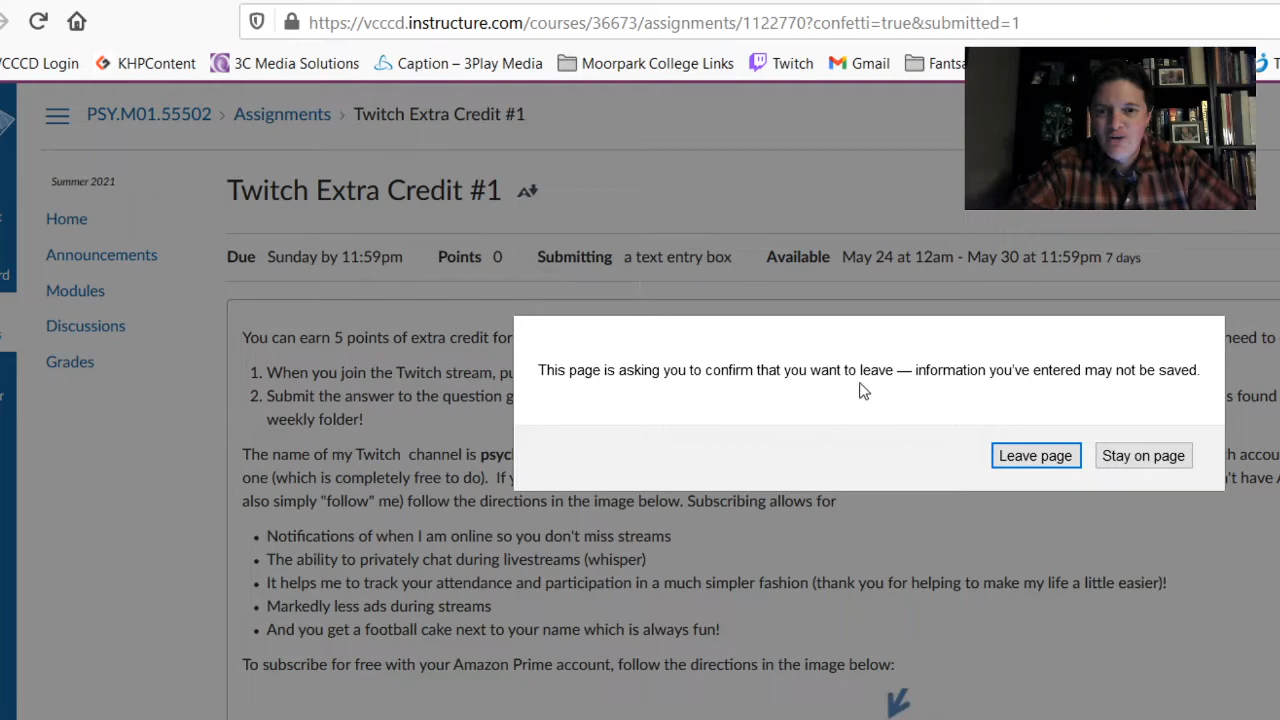 https://vcccd.instructure.com/courses/36673/assignments/1122770?confetti=true&submitted=1
VCCCD Login KHPContent 3C Media Solutions Caption – 3Play Media Moorpark College Links Twitch Gmail Fantas
PSY.M01.55502 › Assignments › Twitch Extra Credit #1
Summer 2021
Twitch Extra Credit #1
Home
Announcements
Modules
Discussions
Grades
Due Sunday by 11:59pm Points 0 Submitting a text entry box Available May 24 at 12am - May 30 at 11:59pm 7 days
You can earn 5 points of extra credit for need to
1. When you join the Twitch stream, pu
2. Submit the answer to the question g s found
weekly folder!
This page is asking you to confirm that you want to leave — information you've entered may not be saved.
Leave page Stay on page
The name of my Twitch channel is psyc h accou
one (which is completely free to do). If y 't have A
also simply "follow" me) follow the directions in the image below. Subscribing allows for
• Notifications of when I am online so you don't miss streams
• The ability to privately chat during livestreams (whisper)
• It helps me to track your attendance and participation in a much simpler fashion (thank you for helping to make my life a little easier)!
• Markedly less ads during streams
• And you get a football cake next to your name which is always fun!
To subscribe for free with your Amazon Prime account, follow the directions in the image below: